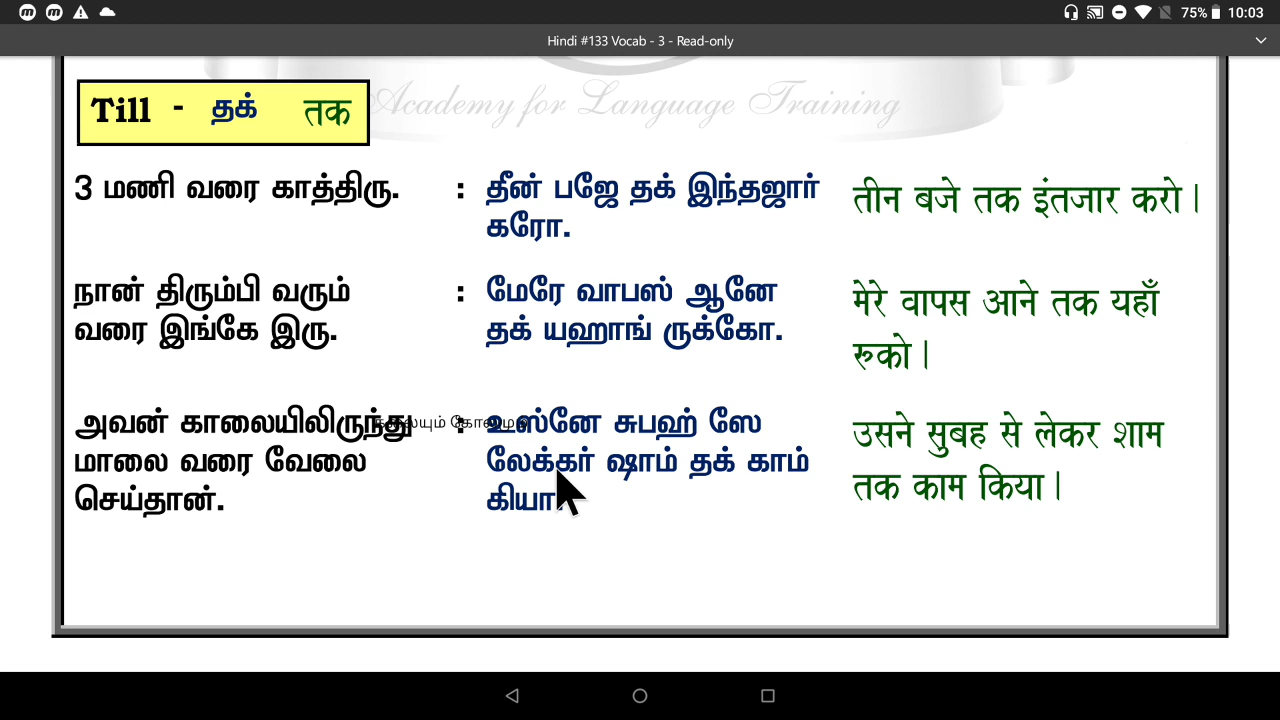 75% 10:03
Hindi #133 Vocab - 3 - Read-only
Academy for Language Training
Till - தக் तक
3 மணி வரை காத்திரு. : தீன் பஜே தக் இந்தஜார் तीन बजे तक इंतजार करो।
கரோ.
நான் திரும்பி வரும் : மேரே வாபஸ் ஆனே मेरे वापस आने तक यहाँ
வரை இங்கே இரு. தக் யஹாங் ருக்கோ. रूको।
அவன் காலையிலிருந்து : உஸ்னே சுபஹ் ஸே उसने सुबह से लेकर शाम
மாலை வரை வேலை லேக்கர் ஷாம் தக் காம் तक काम किया।
செய்தான். கியா.